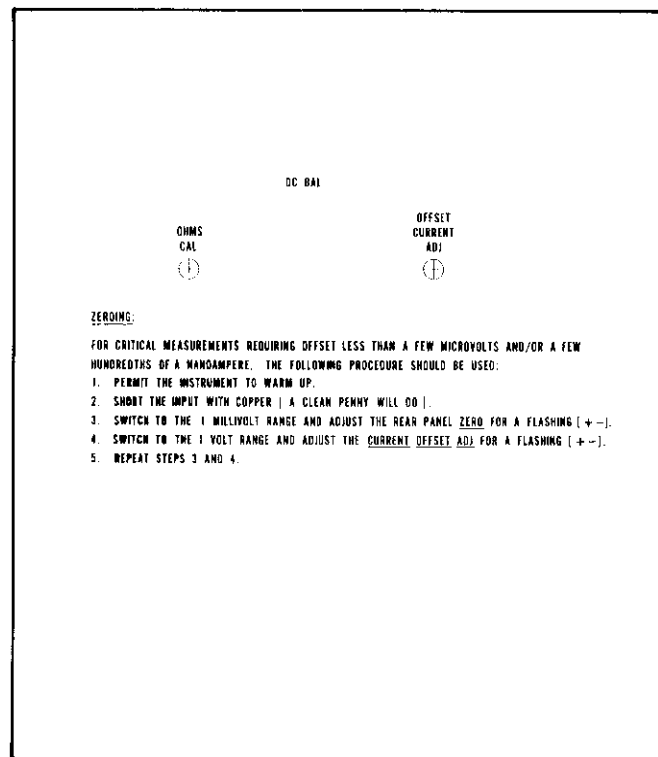 DC BAL
OHMS
CAL
OFFSET
CURRENT
ADJ
ZEROING:
FOR CRITICAL MEASUREMENTS REQUIRING OFFSET LESS THAN A FEW MICROVOLTS AND/OR A FEW
HUNDREDTHS OF A NANOAMPERE, THE FOLLOWING PROCEDURE SHOULD BE USED:
1. PERMIT THE INSTRUMENT TO WARM UP.
2. SHORT THE INPUT WITH COPPER ( A CLEAN PENNY WILL DO ).
3. SWITCH TO THE 1 MILLIVOLT RANGE AND ADJUST THE REAR PANEL ZERO FOR A FLASHING ( + - ).
4. SWITCH TO THE 1 VOLT RANGE AND ADJUST THE CURRENT OFFSET ADJ FOR A FLASHING ( + - ).
5. REPEAT STEPS 3 AND 4.